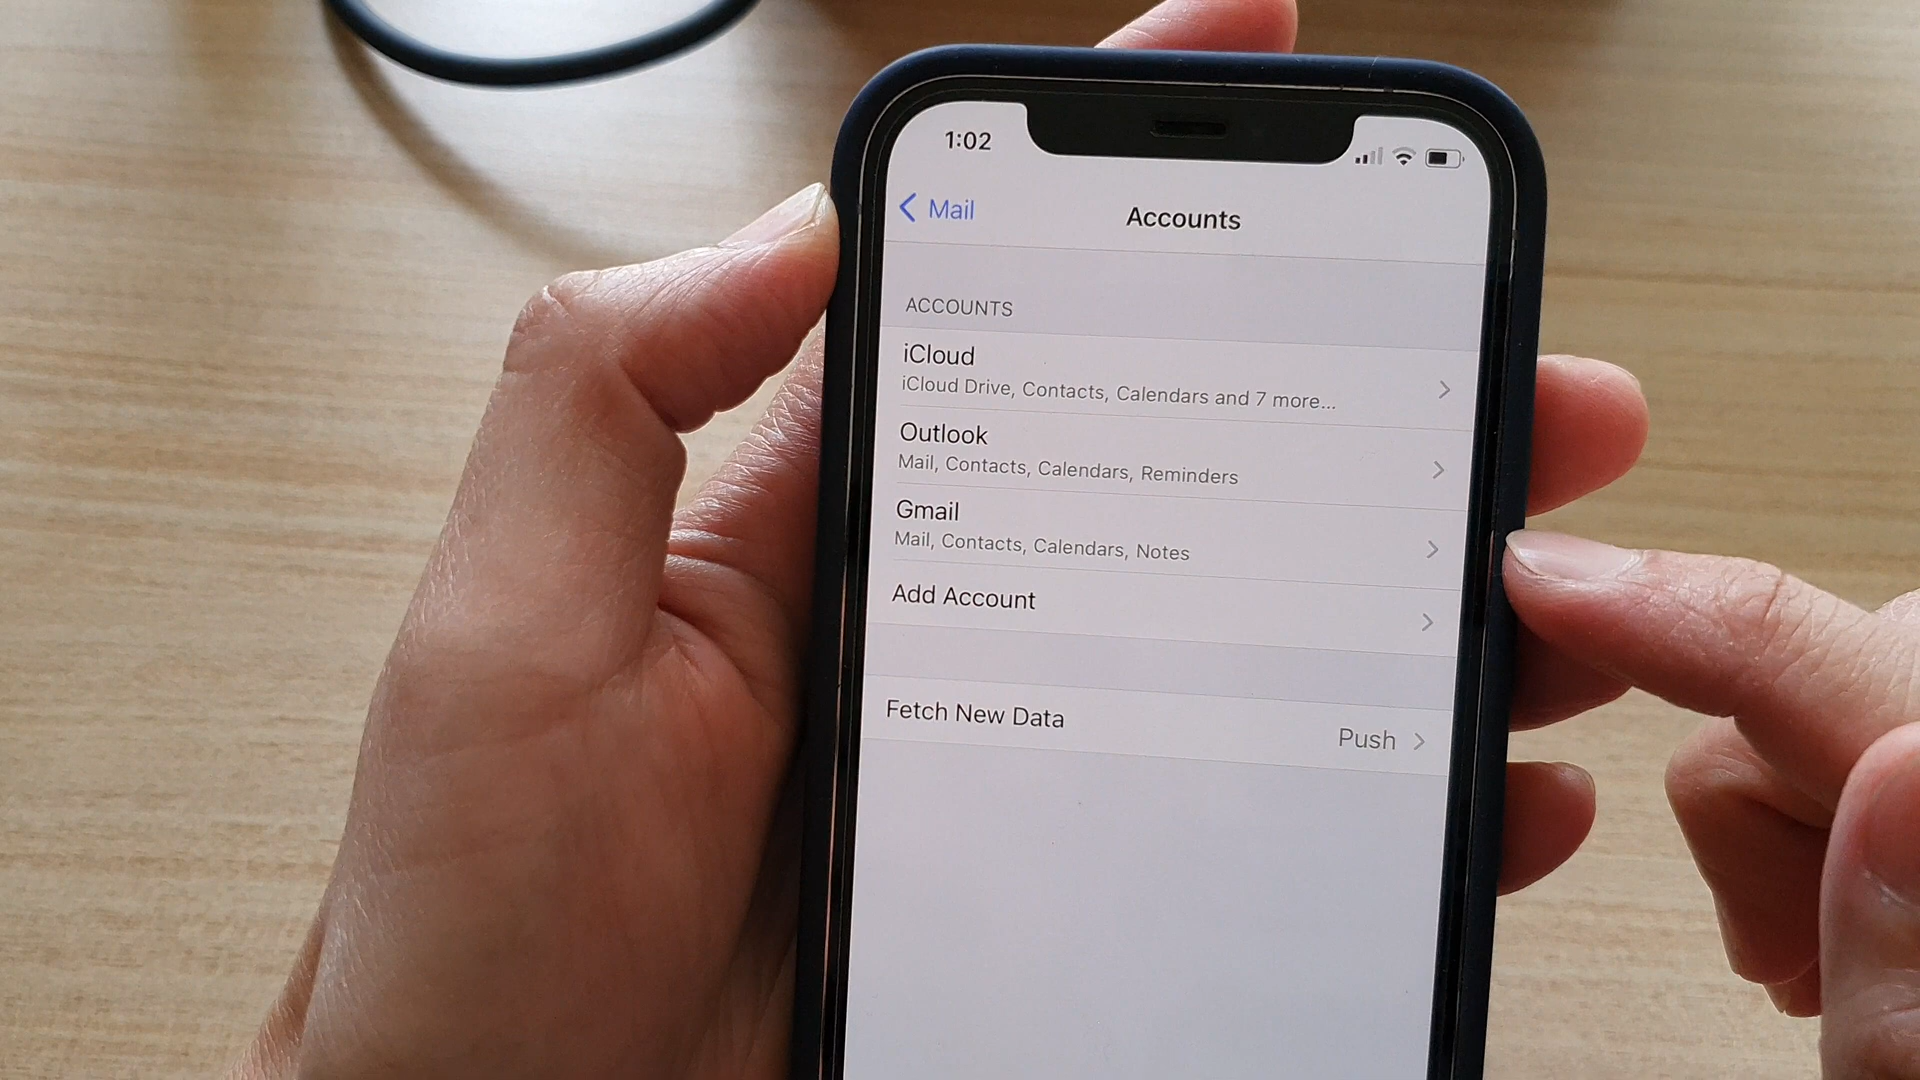 1:02
Mail
Accounts
ACCOUNTS
iCloud
iCloud Drive, Contacts, Calendars and 7 more...
Outlook
Mail, Contacts, Calendars, Reminders
Gmail
Mail, Contacts, Calendars, Notes
Add Account
Fetch New Data
Push